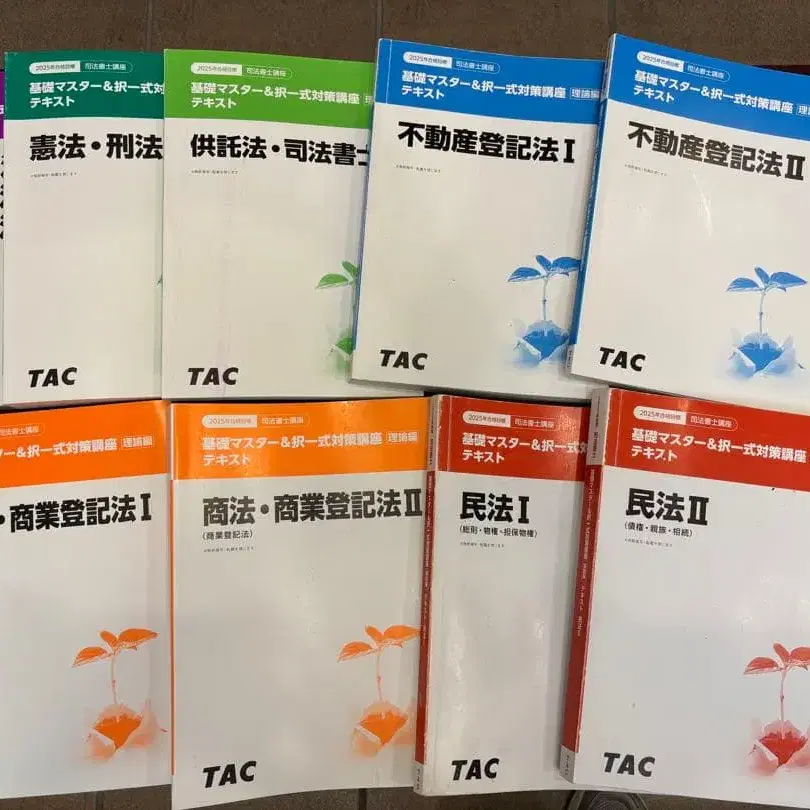 2025年合格目標 司法書士講座
基礎マスター&択一式対策講座
テキスト
憲法・刑法
TAC
2025年合格目標 司法書士講座
基礎マスター&択一式対策講座
テキスト
供託法・司法書士
TAC
2025年合格目標 司法書士講座
基礎マスター&択一式対策講座 理論編
テキスト
不動産登記法Ⅰ
TAC
2025年合格目標 司法書士講座
基礎マスター&択一式対策講座
テキスト
不動産登記法Ⅱ
TAC
司法書士講座
ター&択一式対策講座 理論編
・商業登記法Ⅰ
2025年合格目標 司法書士講座
基礎マスター&択一式対策講座 理論編
テキスト
商法・商業登記法Ⅱ
(商業登記法)
TAC
2025年合格目標 司法書士講座
基礎マスター&択一式対
テキスト
民法Ⅰ
(総則・物権・担保物権)
TAC
2025年合格目標 司法書士講座
基礎マスター&択一式対策講座
テキスト
民法Ⅱ
(債権・親族・相続)
TAC